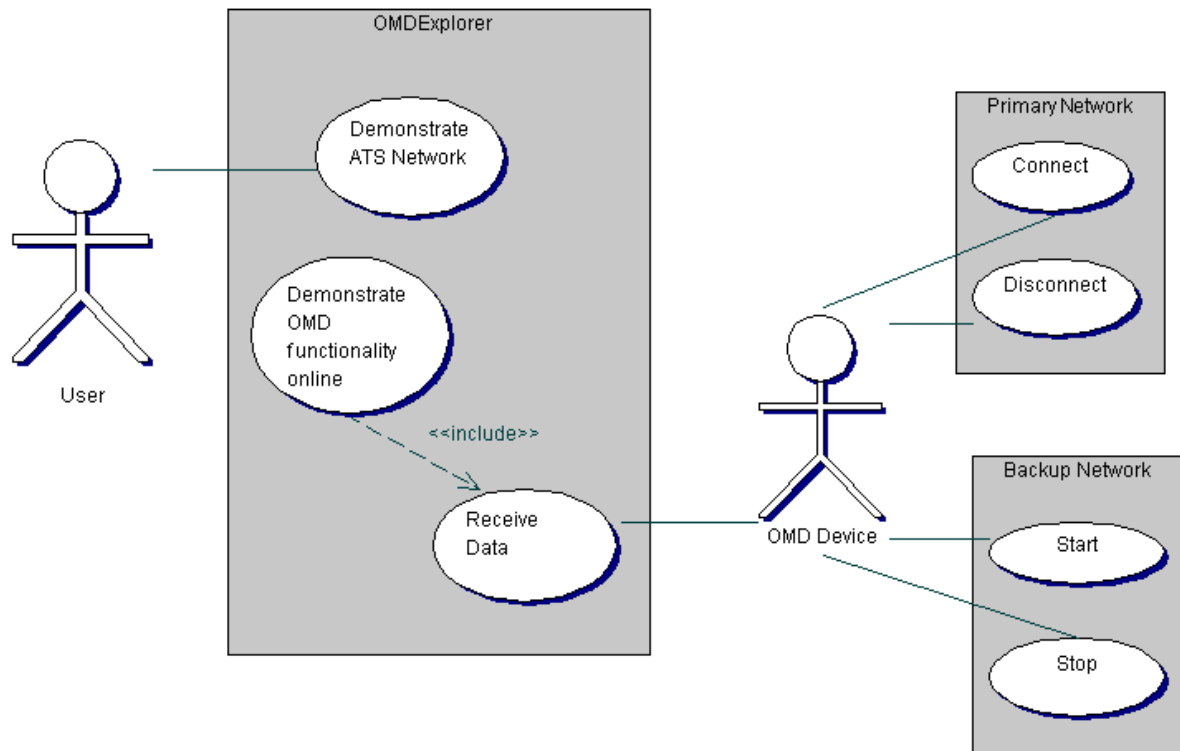 OMDExplorer
Demonstrate
ATS Network
Demonstrate
OMD
functionality
online
<<include>>
Receive
Data
User
OMD Device
Primary Network
Connect
Disconnect
Backup Network
Start
Stop